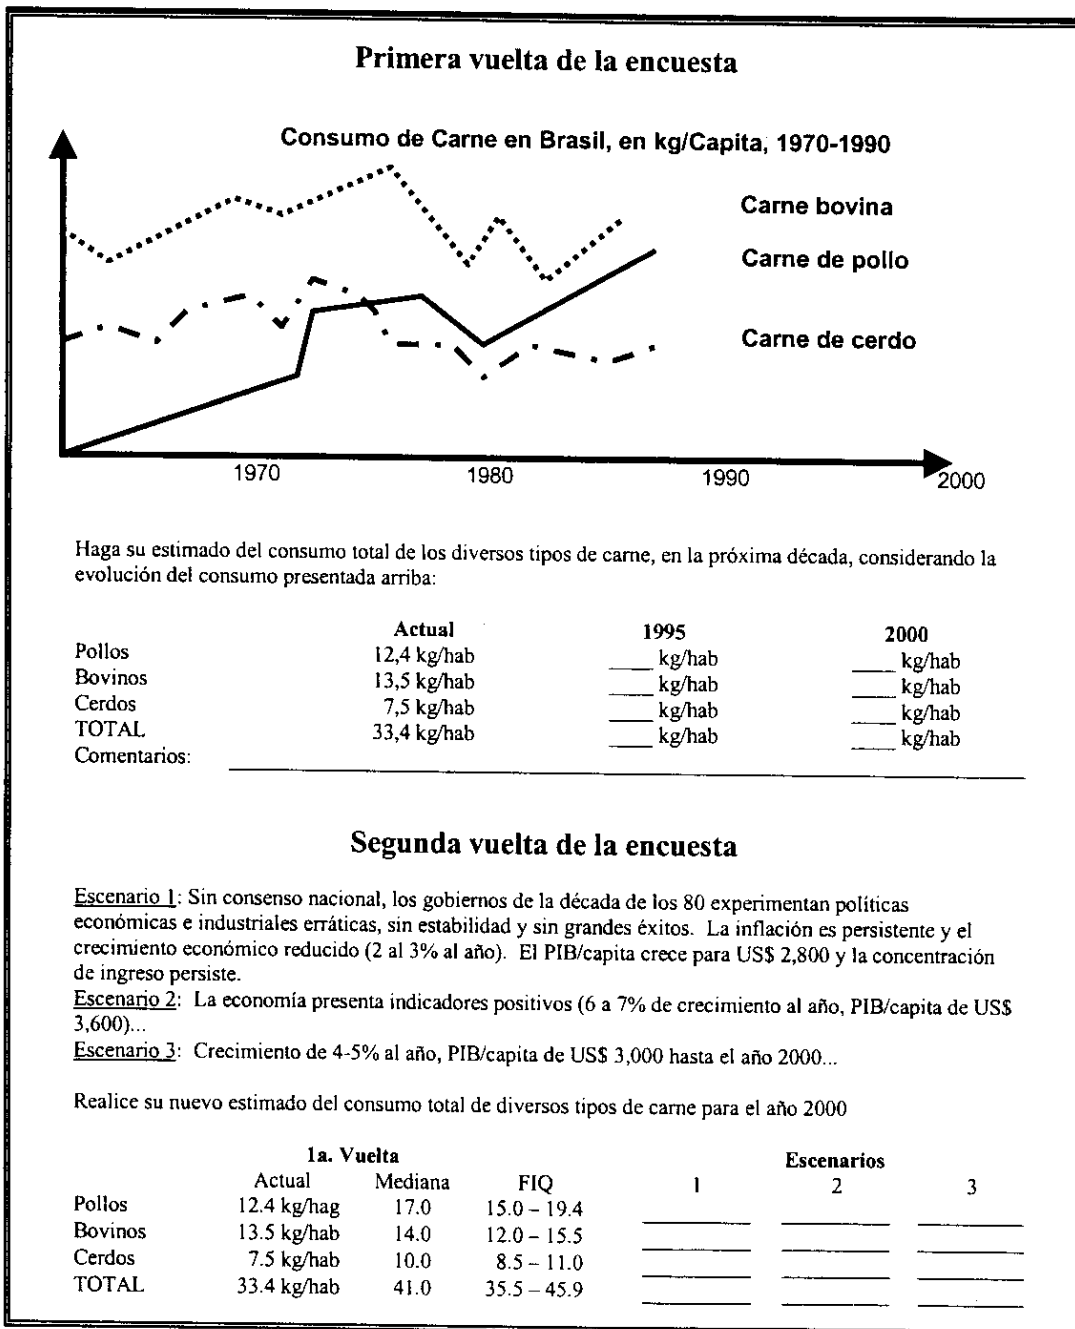 Primera vuelta de la encuesta
Consumo de Carne en Brasil, en kg/Capita, 1970-1990
Carne bovina
Carne de pollo
Carne de cerdo
1970 1980 1990 2000
Haga su estimado del consumo total de los diversos tipos de carne, en la próxima década, considerando la
evolución del consumo presentada arriba:
Actual 1995 2000
Pollos 12,4 kg/hab ____ kg/hab ____ kg/hab
Bovinos 13,5 kg/hab ____ kg/hab ____ kg/hab
Cerdos 7,5 kg/hab ____ kg/hab ____ kg/hab
TOTAL 33,4 kg/hab ____ kg/hab ____ kg/hab
Comentarios:
Segunda vuelta de la encuesta
Escenario 1: Sin consenso nacional, los gobiernos de la década de los 80 experimentan políticas
económicas e industriales erráticas, sin estabilidad y sin grandes éxitos. La inflación es persistente y el
crecimiento económico reducido (2 al 3% al año). El PIB/capita crece para US$ 2,800 y la concentración
de ingreso persiste.
Escenario 2: La economía presenta indicadores positivos (6 a 7% de crecimiento al año, PIB/capita de US$
3,600)...
Escenario 3: Crecimiento de 4-5% al año, PIB/capita de US$ 3,000 hasta el año 2000...
Realice su nuevo estimado del consumo total de diversos tipos de carne para el año 2000
1a. Vuelta Escenarios
Actual Mediana FIQ 1 2 3
Pollos 12.4 kg/hag 17.0 15.0 – 19.4
Bovinos 13.5 kg/hab 14.0 12.0 – 15.5
Cerdos 7.5 kg/hab 10.0 8.5 – 11.0
TOTAL 33.4 kg/hab 41.0 35.5 – 45.9